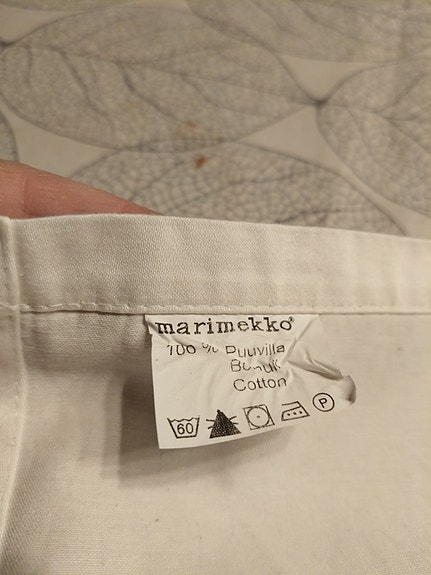 marimekko®
100 % Puuvilla
Bomull
Cotton
60 P